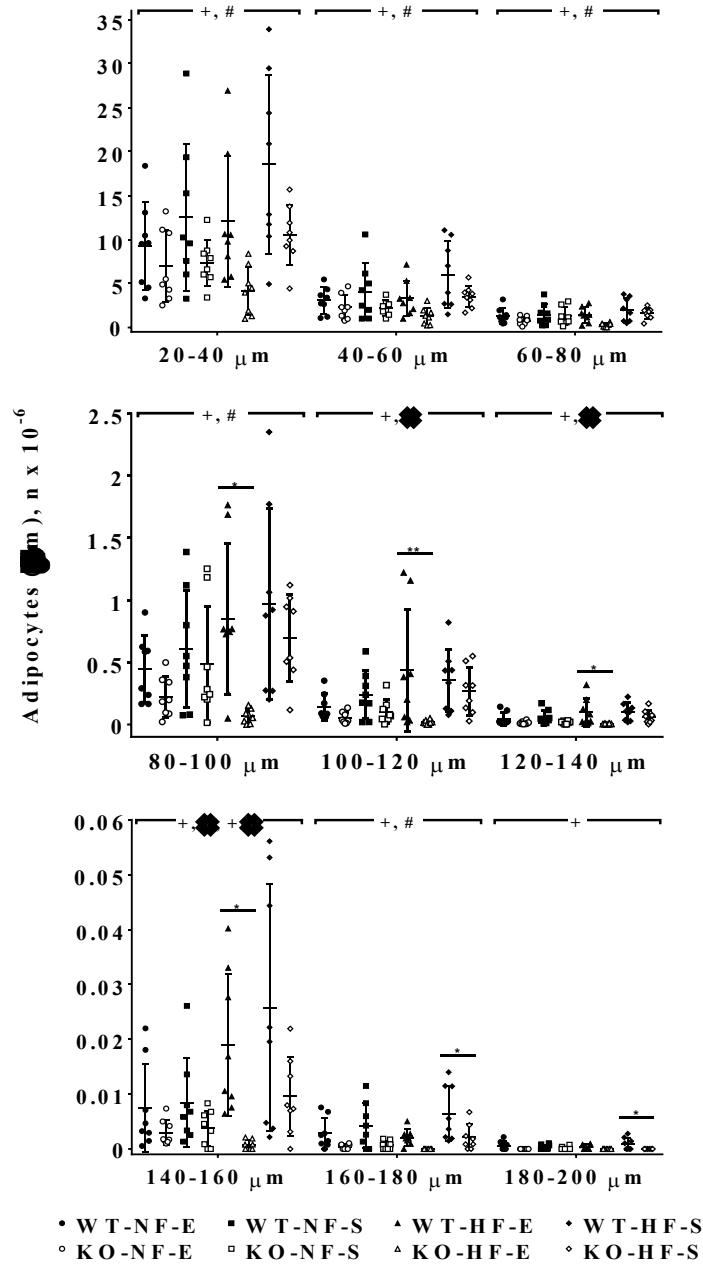 +, #
+, #
+, #
35
30
25
20
15
10
5
0
20-40 μm
40-60 μm
60-80 μm
Adipocytes ( m), n x 10-6
+, #
+,
+,
2.5
2
1.5
1
0.5
0
*
**
*
80-100 μm
100-120 μm
120-140 μm
+, , +
+, #
+
0.06
0.05
0.04
0.03
0.02
0.01
0
*
*
*
140-160 μm
160-180 μm
180-200 μm
WT-NF-E WT-NF-S WT-HF-E WT-HF-S
KO-NF-E KO-NF-S KO-HF-E KO-HF-S